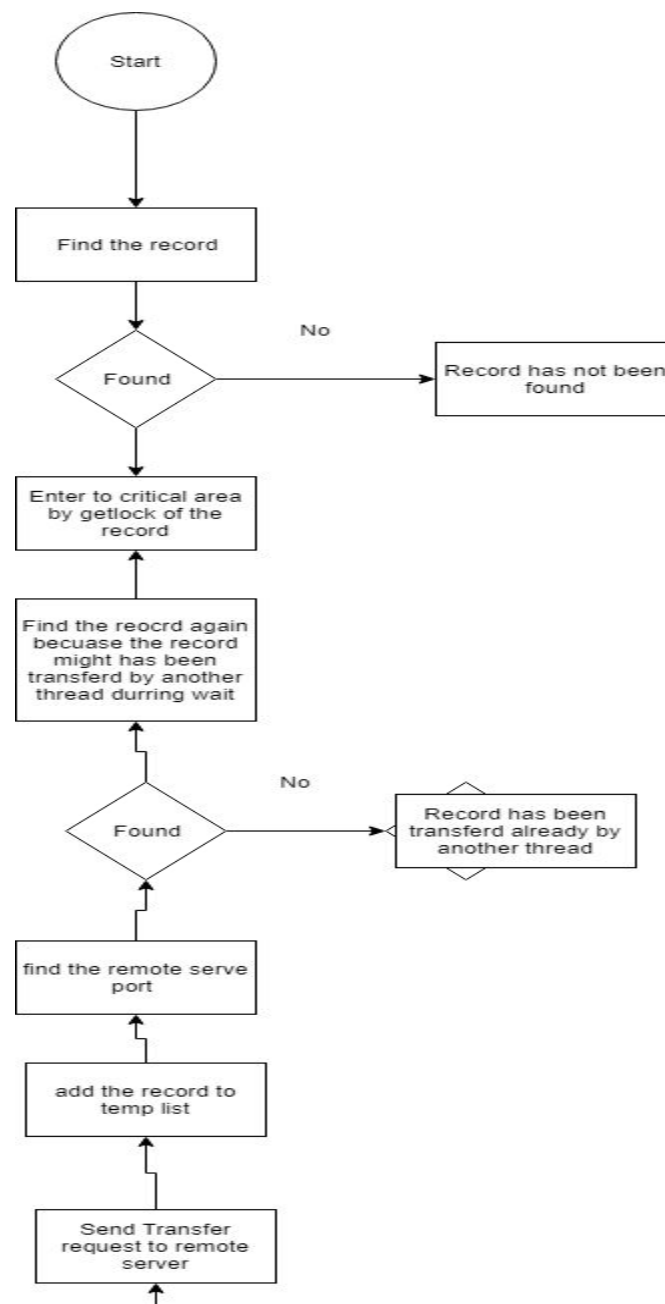 Start
Find the record
No
Found
Record has not been
found
Enter to critical area
by getlock of the
record
Find the reocrd again
becuase the record
might has been
transferd by another
thread durring wait
No
Found
Record has been
transferd already by
another thread
find the remote serve
port
add the record to
temp list
Send Transfer
request to remote
server